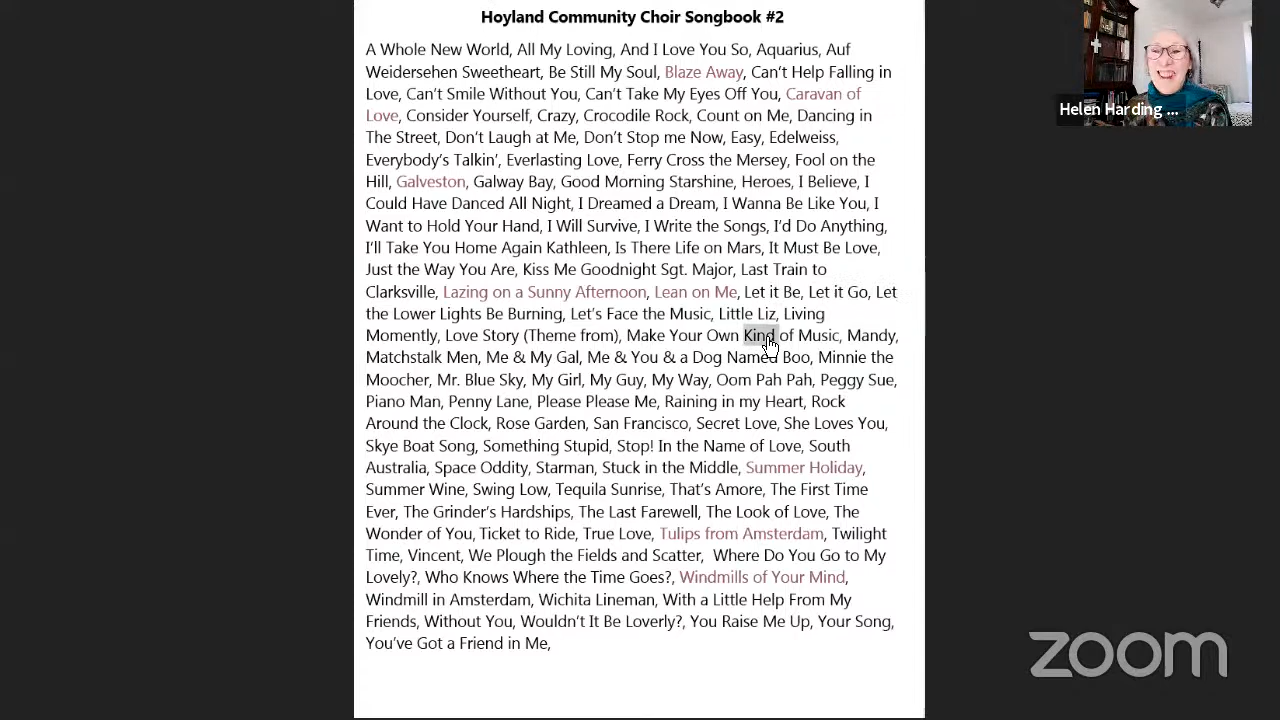 Hoyland Community Choir Songbook #2
A Whole New World, All My Loving, And I Love You So, Aquarius, Auf
Weidersehen Sweetheart, Be Still My Soul, Blaze Away, Can’t Help Falling in
Love, Can’t Smile Without You, Can’t Take My Eyes Off You, Caravan of
Love, Consider Yourself, Crazy, Crocodile Rock, Count on Me, Dancing in
The Street, Don’t Laugh at Me, Don’t Stop me Now, Easy, Edelweiss,
Everybody’s Talkin’, Everlasting Love, Ferry Cross the Mersey, Fool on the
Hill, Galveston, Galway Bay, Good Morning Starshine, Heroes, I Believe, I
Could Have Danced All Night, I Dreamed a Dream, I Wanna Be Like You, I
Want to Hold Your Hand, I Will Survive, I Write the Songs, I’d Do Anything,
I’ll Take You Home Again Kathleen, Is There Life on Mars, It Must Be Love,
Just the Way You Are, Kiss Me Goodnight Sgt. Major, Last Train to
Clarksville, Lazing on a Sunny Afternoon, Lean on Me, Let it Be, Let it Go, Let
the Lower Lights Be Burning, Let’s Face the Music, Little Liz, Living
Momently, Love Story (Theme from), Make Your Own Kind of Music, Mandy,
Matchstalk Men, Me & My Gal, Me & You & a Dog Named Boo, Minnie the
Moocher, Mr. Blue Sky, My Girl, My Guy, My Way, Oom Pah Pah, Peggy Sue,
Piano Man, Penny Lane, Please Please Me, Raining in my Heart, Rock
Around the Clock, Rose Garden, San Francisco, Secret Love, She Loves You,
Skye Boat Song, Something Stupid, Stop! In the Name of Love, South
Australia, Space Oddity, Starman, Stuck in the Middle, Summer Holiday,
Summer Wine, Swing Low, Tequila Sunrise, That’s Amore, The First Time
Ever, The Grinder’s Hardships, The Last Farewell, The Look of Love, The
Wonder of You, Ticket to Ride, True Love, Tulips from Amsterdam, Twilight
Time, Vincent, We Plough the Fields and Scatter,  Where Do You Go to My
Lovely?, Who Knows Where the Time Goes?, Windmills of Your Mind,
Windmill in Amsterdam, Wichita Lineman, With a Little Help From My
Friends, Without You, Wouldn’t It Be Loverly?, You Raise Me Up, Your Song,
You’ve Got a Friend in Me,
Helen Harding ...
zoom